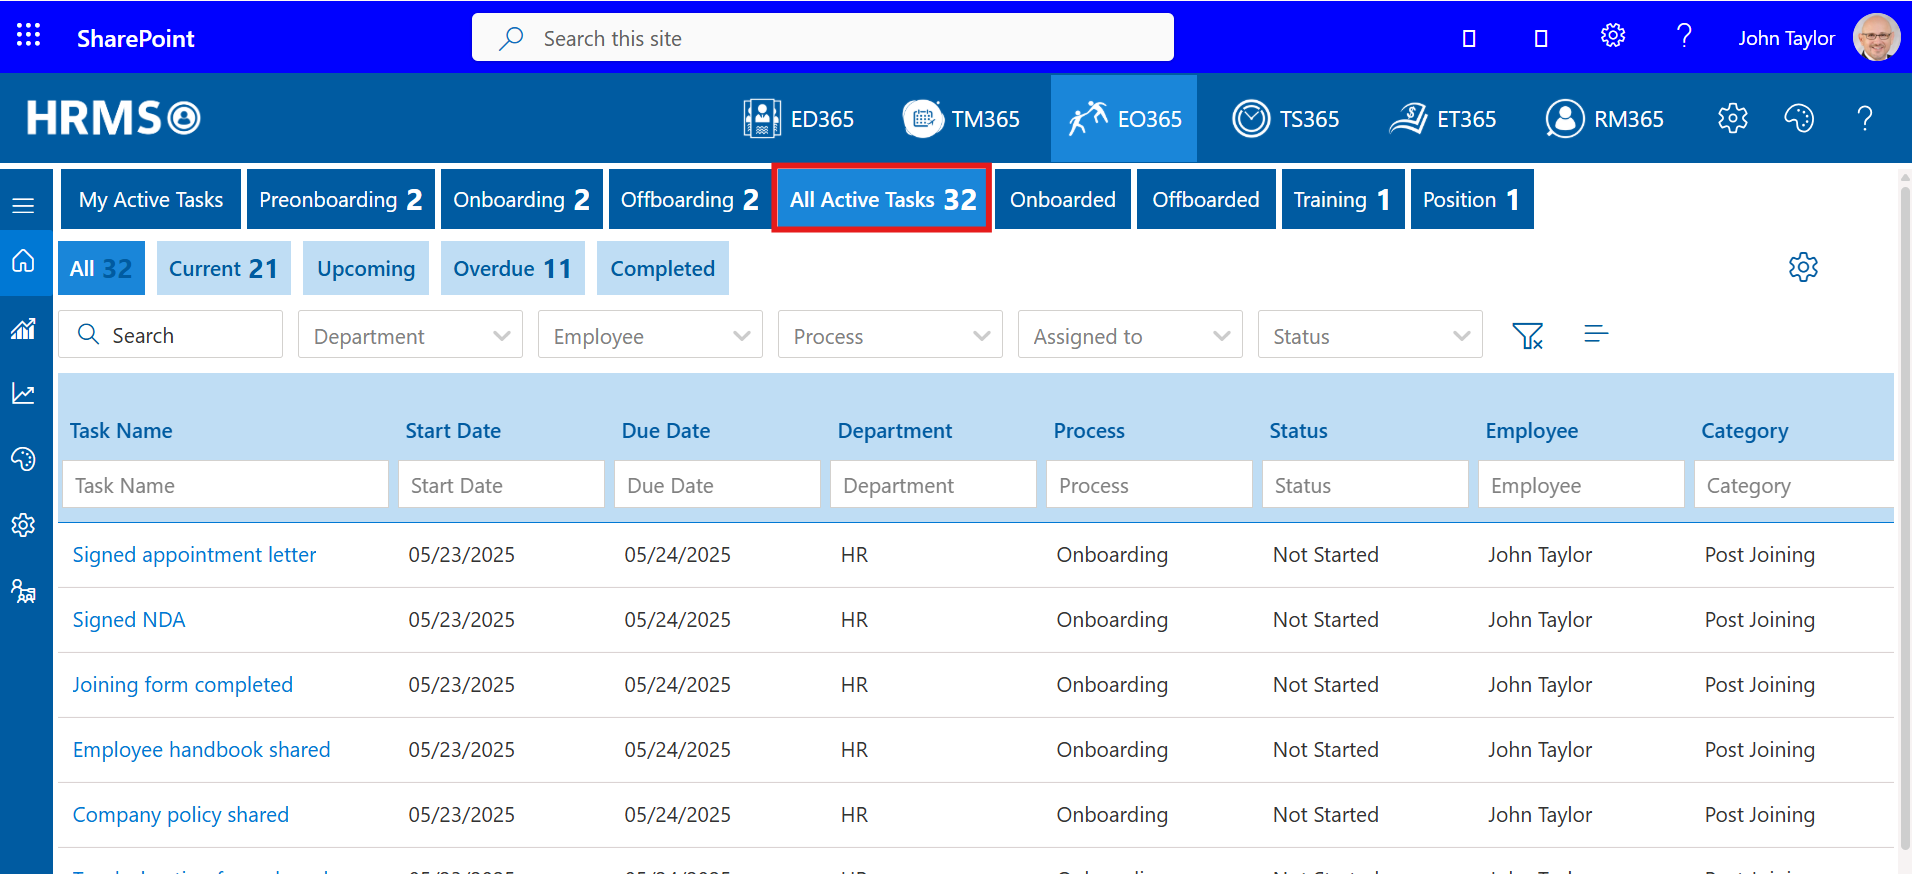 SharePoint
Search this site
John Taylor
HRMS
ED365
TM365
EO365
TS365
ET365
RM365
My Active Tasks
Preonboarding 2
Onboarding 2
Offboarding 2
All Active Tasks 32
Onboarded
Offboarded
Training 1
Position 1
All 32
Current 21
Upcoming
Overdue 11
Completed
Search
Department
Employee
Process
Assigned to
Status
Task Name Start Date Due Date Department Process Status Employee Category
Task Name Start Date Due Date Department Process Status Employee Category
Signed appointment letter 05/23/2025 05/24/2025 HR Onboarding Not Started John Taylor Post Joining
Signed NDA 05/23/2025 05/24/2025 HR Onboarding Not Started John Taylor Post Joining
Joining form completed 05/23/2025 05/24/2025 HR Onboarding Not Started John Taylor Post Joining
Employee handbook shared 05/23/2025 05/24/2025 HR Onboarding Not Started John Taylor Post Joining
Company policy shared 05/23/2025 05/24/2025 HR Onboarding Not Started John Taylor Post Joining